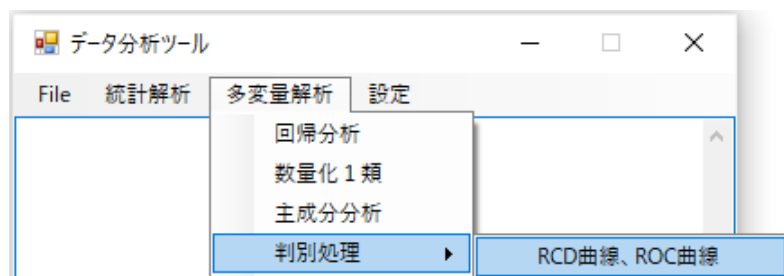 データ分析ツール
File 統計解析 多変量解析 設定
回帰分析
数量化1類
主成分分析
判別処理
RCD曲線、ROC曲線